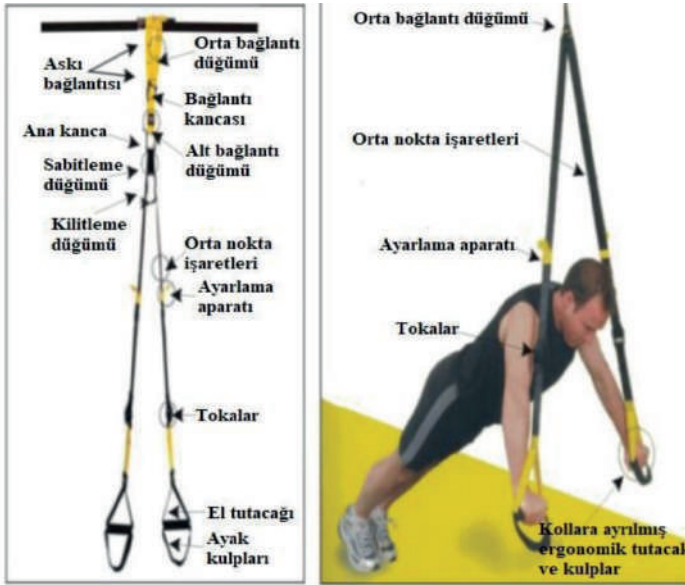 Askı
bağlantısı
Orta bağlantı
düğümü
Bağlantı
kancası
Ana kanca
Alt bağlantı
düğümü
Sabitleme
düğümü
Kilitleme
düğümü
Orta nokta
işaretleri
Ayarlama
aparatı
Tokalar
El tutacağı
Ayak
kulpları
Orta bağlantı düğümü
Orta nokta işaretleri
Ayarlama aparatı
Tokalar
Kollara ayrılmış
ergonomik tutacak
ve kulplar